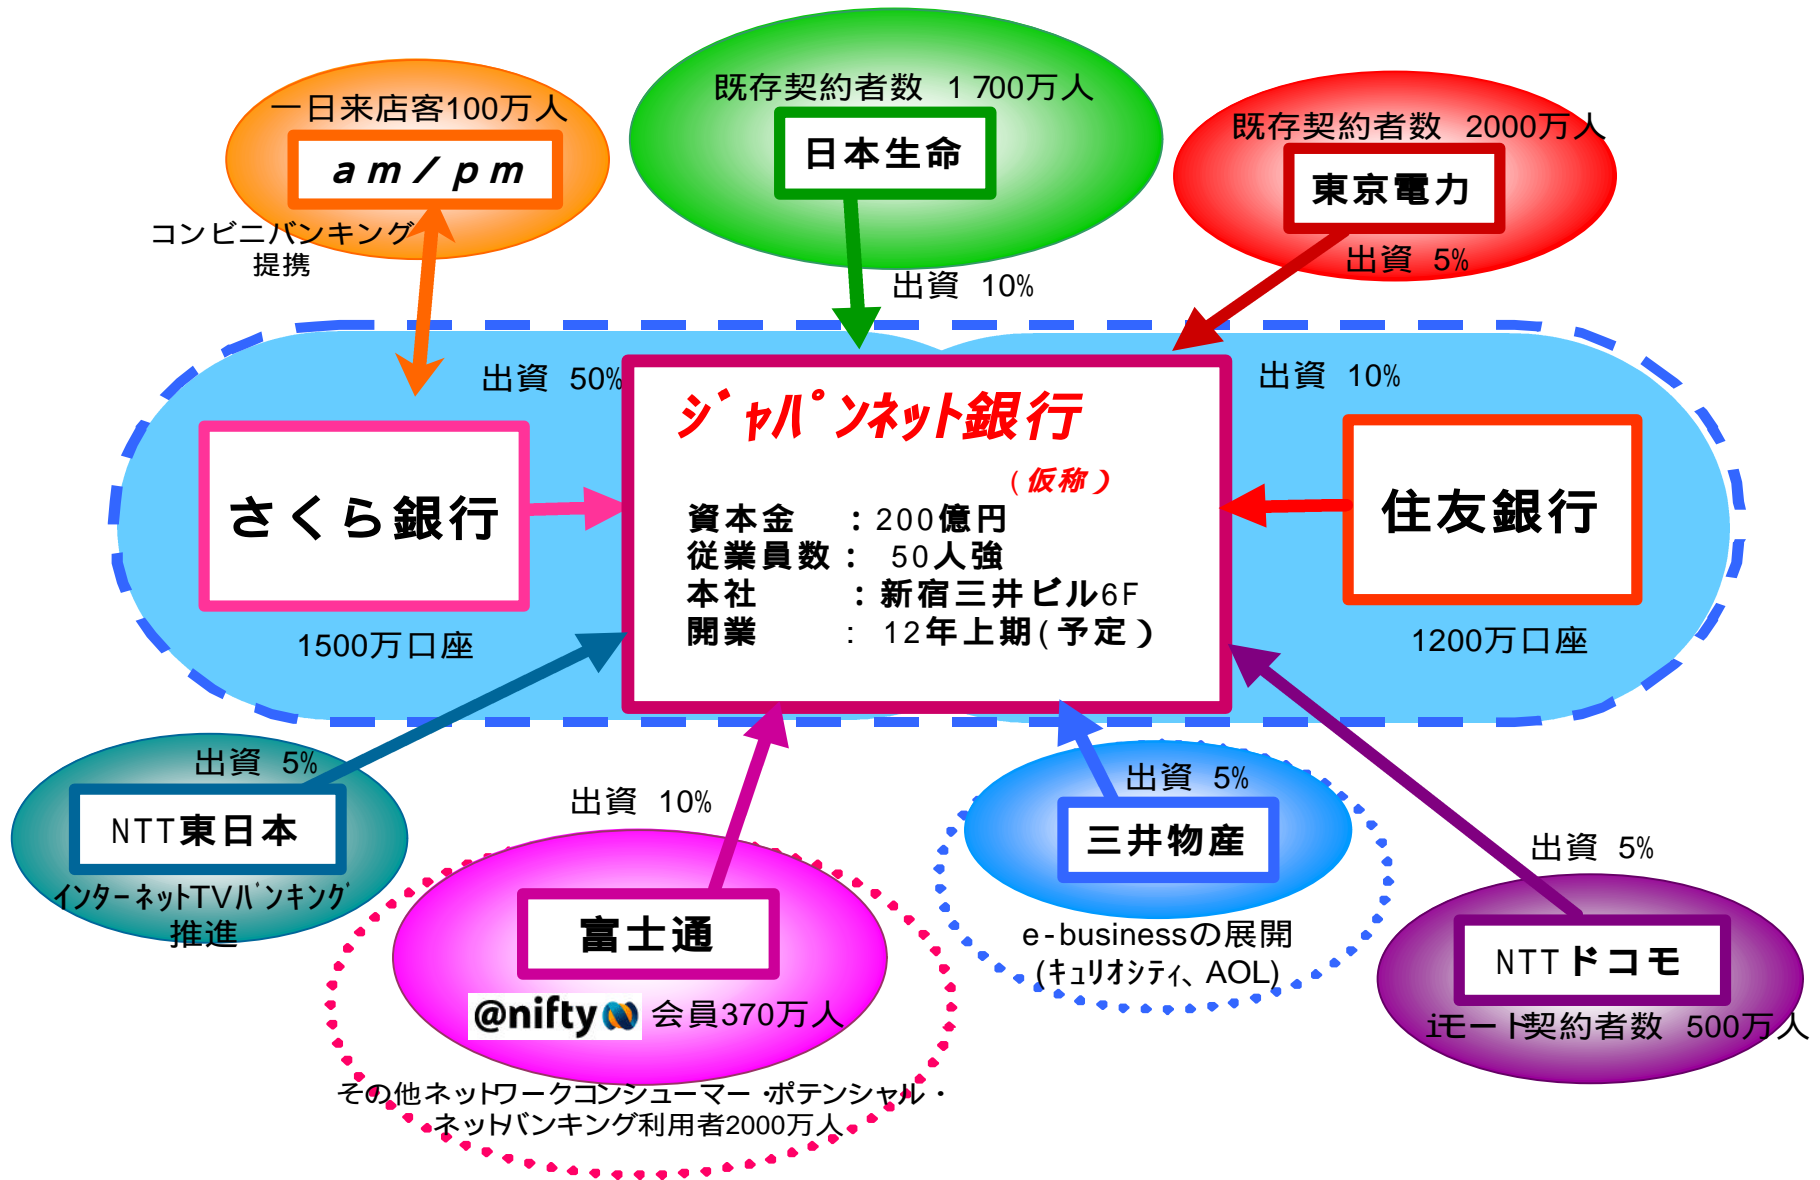 一日来店客100万人
am/pm
コンビニバンキング
提携
既存契約者数 1700万人
日本生命
出資 10%
既存契約者数 2000万人
東京電力
出資 5%
出資 50%
さくら銀行
1500万口座
ジャパンネット銀行
(仮称)
資本金 :200億円
従業員数: 50人強
本社 :新宿三井ビル6F
開業 : 12年上期(予定)
出資 10%
住友銀行
1200万口座
出資 5%
NTT東日本
インターネットTVバンキング
推進
出資 10%
富士通
@nifty 会員370万人
その他ネットワークコンシューマー・ポテンシャル・
ネットバンキング利用者2000万人
出資 5%
三井物産
e-businessの展開
(キュリオシティ、AOL)
出資 5%
NTTドコモ
iモード契約者数 500万人